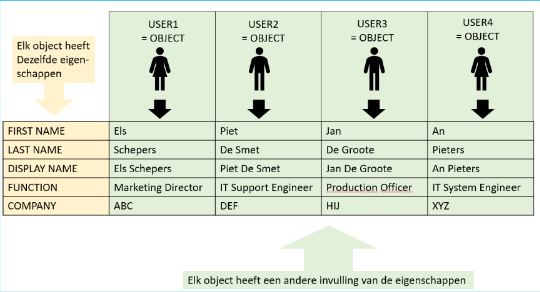 USER1
= OBJECT
USER2
= OBJECT
USER3
= OBJECT
USER4
= OBJECT
Elk object heeft
Dezelfde eigen-
schappen
FIRST NAME Els Piet Jan An
LAST NAME Schepers De Smet De Groote Pieters
DISPLAY NAME Els Schepers Piet De Smet Jan De Groote An Pieters
FUNCTION Marketing Director IT Support Engineer Production Officer IT System Engineer
COMPANY ABC DEF HIJ XYZ
Elk object heeft een andere invulling van de eigenschappen